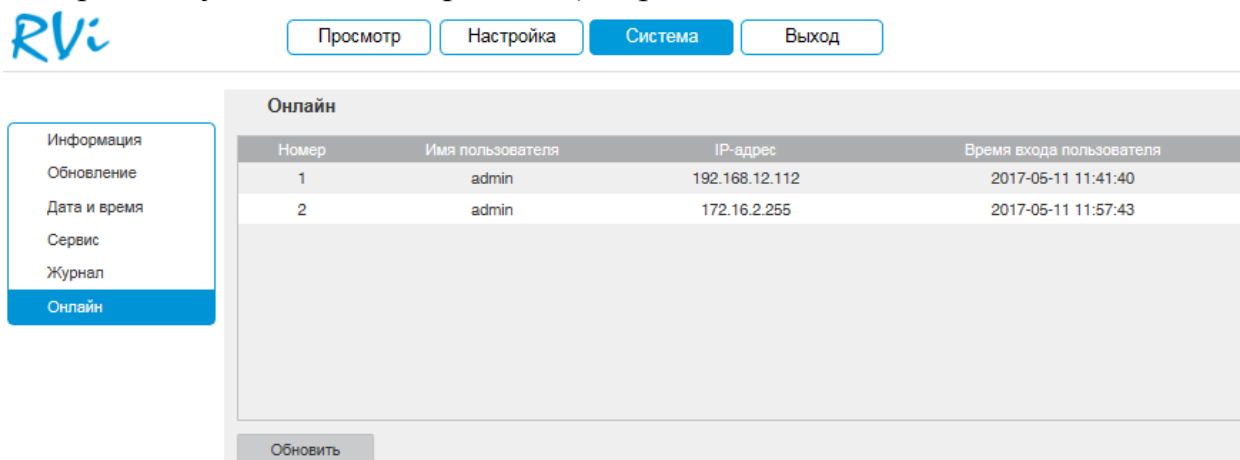 RVi
Просмотр Настройка Система Выход
Онлайн
Информация
Обновление
Дата и время
Сервис
Журнал
Онлайн
Номер Имя пользователя IP-адрес Время входа пользователя
1 admin 192.168.12.112 2017-05-11 11:41:40
2 admin 172.16.2.255 2017-05-11 11:57:43
Обновить